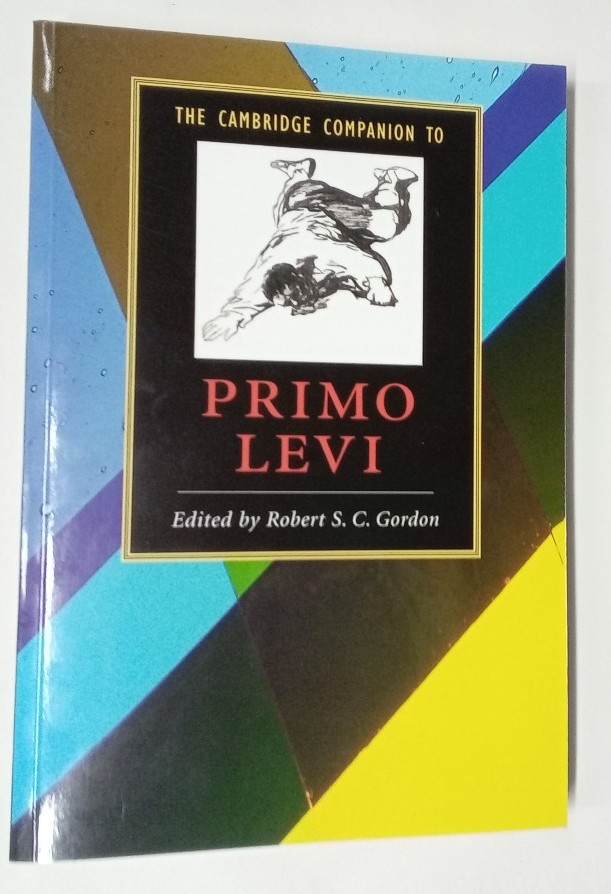 THE CAMBRIDGE COMPANION TO
PRIMO
LEVI
Edited by Robert S. C. Gordon